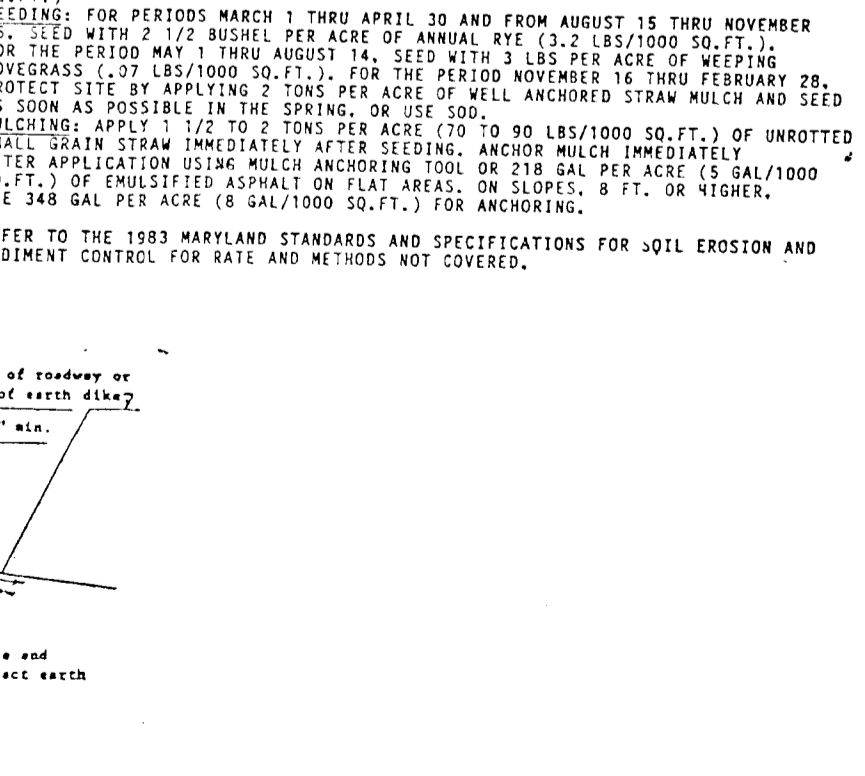 EEDING: FOR PERIODS MARCH 1 THRU APRIL 30 AND FROM AUGUST 15 THRU NOVEMBER
5. SEED WITH 2 1/2 BUSHEL PER ACRE OF ANNUAL RYE (3.2 LBS/1000 SQ.FT.).
OR THE PERIOD MAY 1 THRU AUGUST 14. SEED WITH 3 LBS PER ACRE OF WEEPING
OVEGRASS (.07 LBS/1000 SQ.FT.). FOR THE PERIOD NOVEMBER 16 THRU FEBRUARY 28.
ROTECT SITE BY APPLYING 2 TONS PER ACRE OF WELL ANCHORED STRAW MULCH AND SEED
S SOON AS POSSIBLE IN THE SPRING. OR USE SOD.
ULCHING: APPLY 1 1/2 TO 2 TONS PER ACRE (70 TO 90 LBS/1000 SQ.FT.) OF UNROTTED
MALL GRAIN STRAW IMMEDIATELY AFTER SEEDING. ANCHOR MULCH IMMEDIATELY
TER APPLICATION USING MULCH ANCHORING TOOL OR 218 GAL PER ACRE (5 GAL/1000
Q.FT.) OF EMULSIFIED ASPHALT ON FLAT AREAS. ON SLOPES, 8 FT. OR HIGHER,
E 348 GAL PER ACRE (8 GAL/1000 SQ.FT.) FOR ANCHORING.
FER TO THE 1983 MARYLAND STANDARDS AND SPECIFICATIONS FOR SOIL EROSION AND
DIMENT CONTROL FOR RATE AND METHODS NOT COVERED.
of roadway or
of earth dike
" min.
e and
act earth